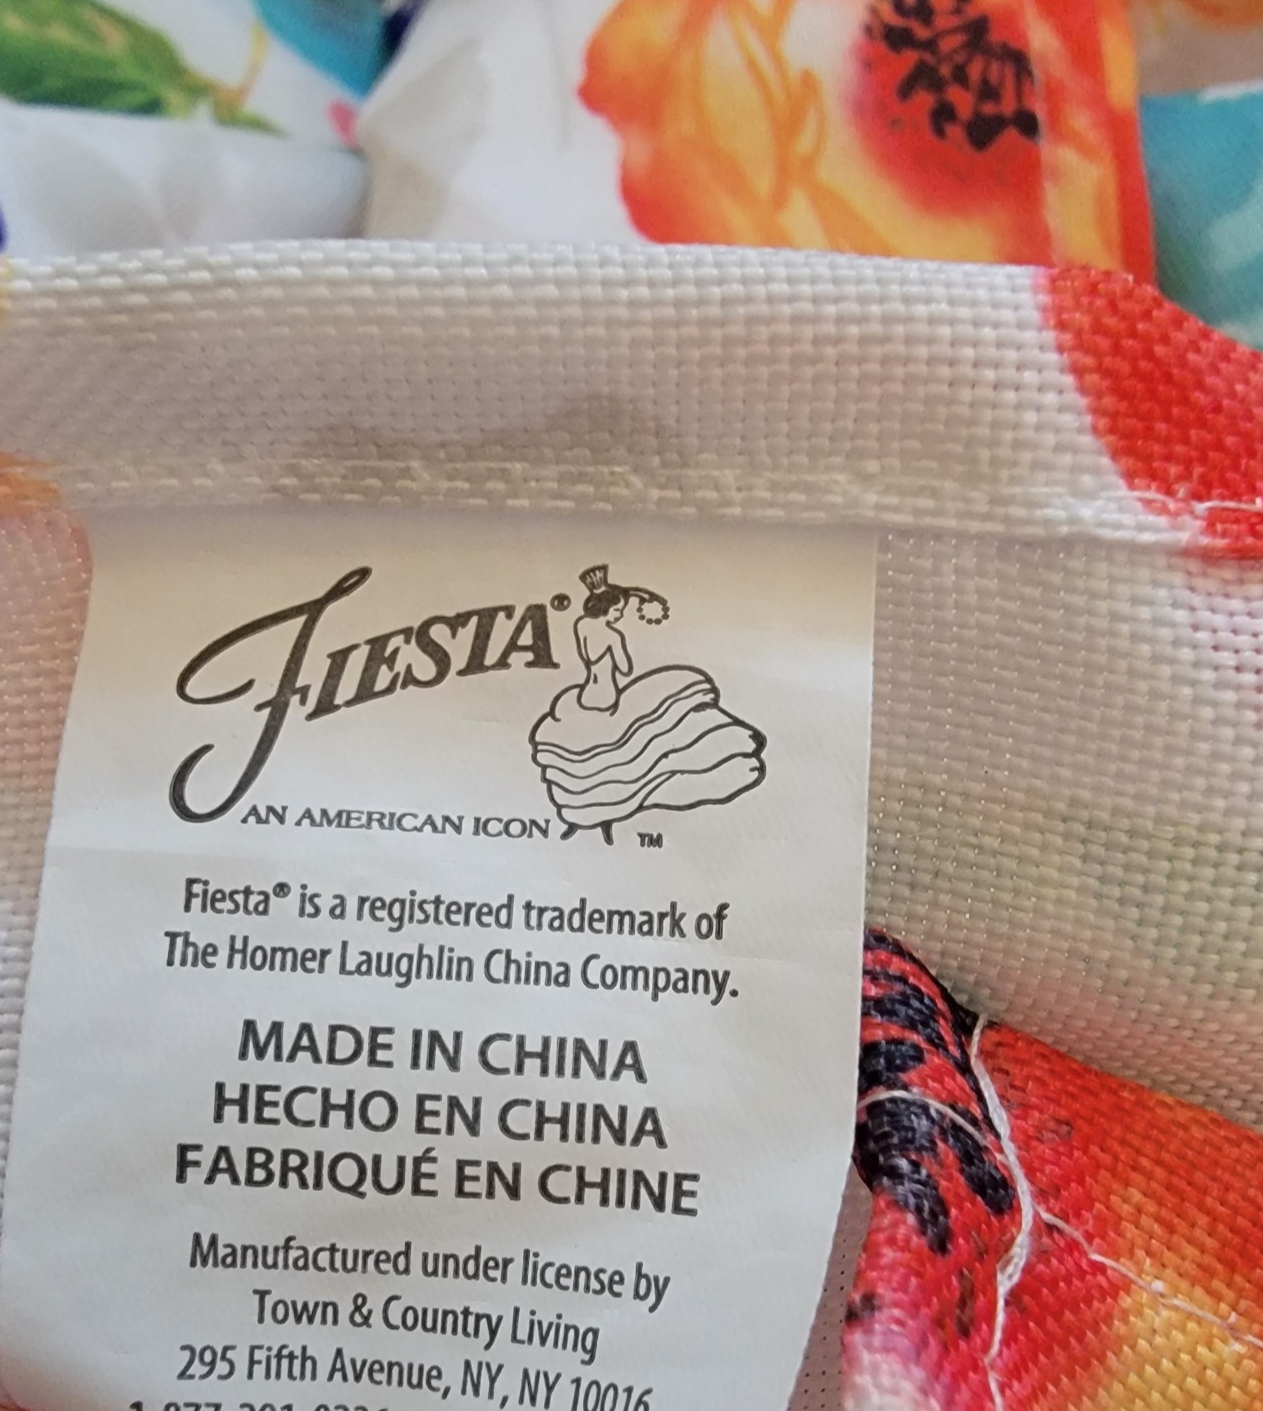 FIESTA®
AN AMERICAN ICON ™
Fiesta® is a registered trademark of
The Homer Laughlin China Company.
MADE IN CHINA
HECHO EN CHINA
FABRIQUÉ EN CHINE
Manufactured under license by
Town & Country Living
295 Fifth Avenue, NY, NY 10016